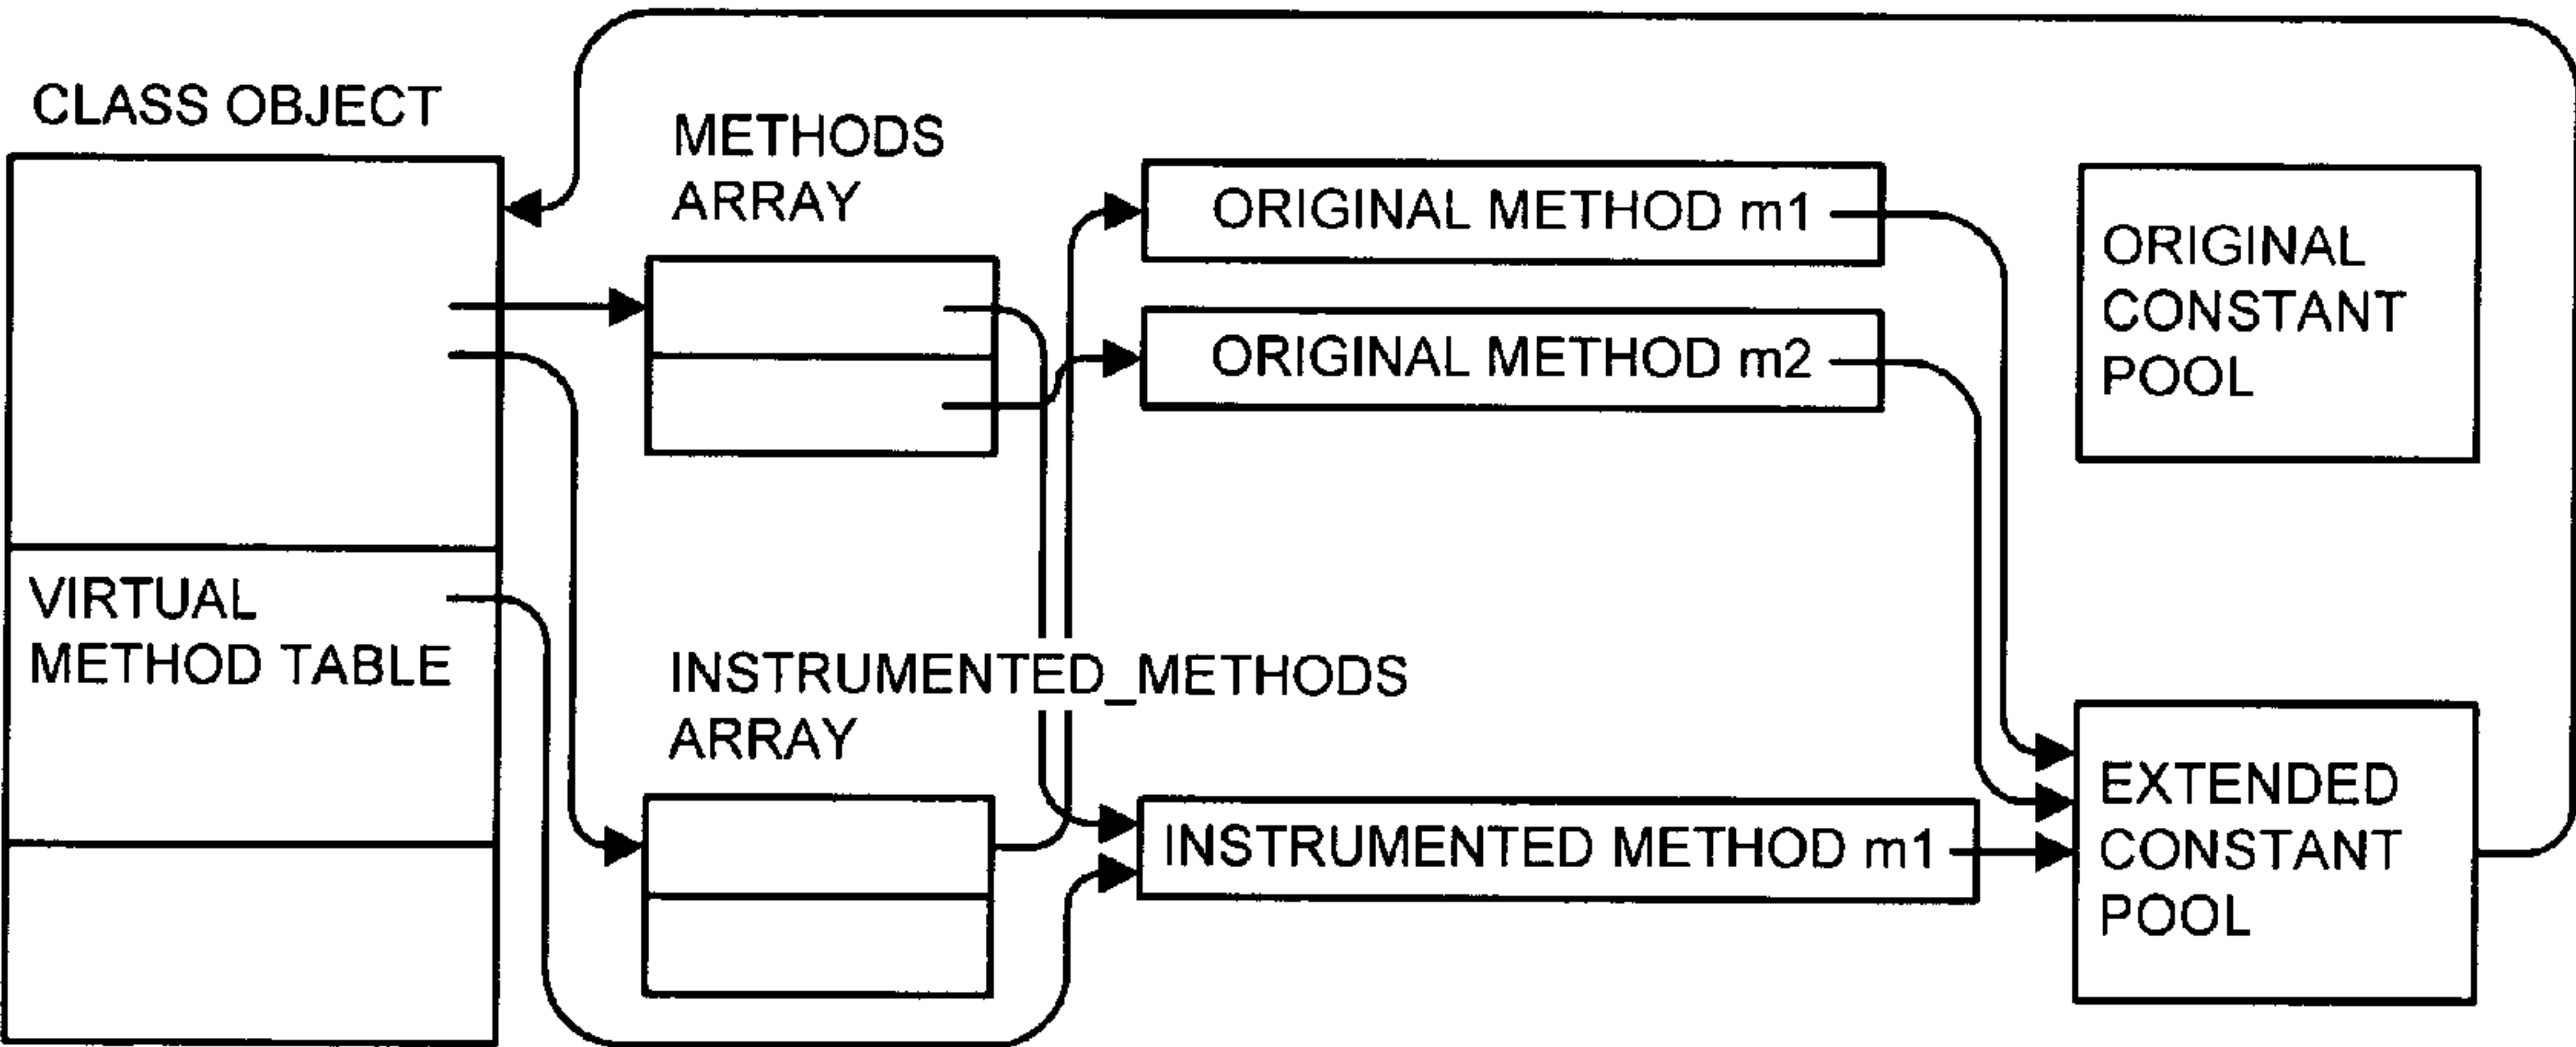 CLASS OBJECT
METHODS
ARRAY
ORIGINAL METHOD m1
ORIGINAL METHOD m2
ORIGINAL
CONSTANT
POOL
VIRTUAL
METHOD TABLE
INSTRUMENTED_METHODS
ARRAY
INSTRUMENTED METHOD m1
EXTENDED
CONSTANT
POOL